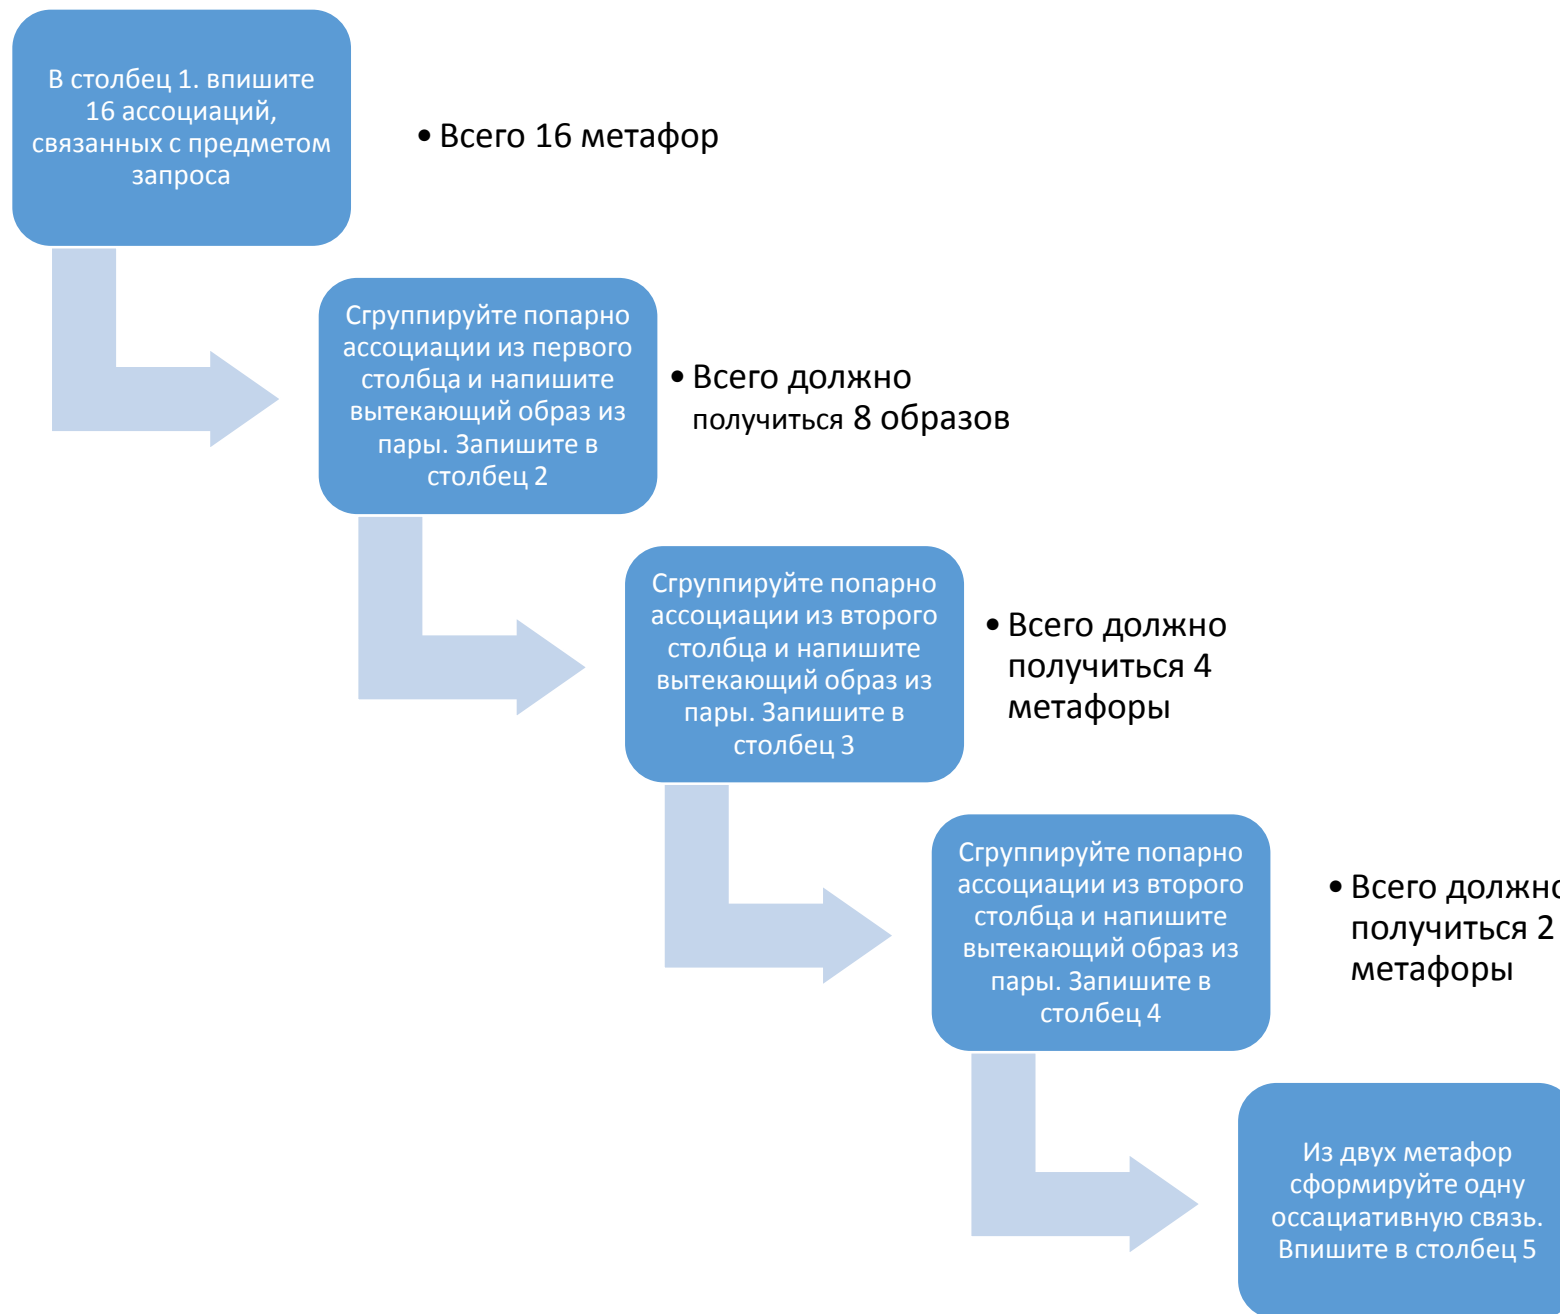 В столбец 1. впишите
16 ассоциаций,
связанных с предметом
запроса
• Всего 16 метафор
Сгруппируйте попарно
ассоциации из первого
столбца и напишите
вытекающий образ из
пары. Запишите в
столбец 2
• Всего должно
получиться 8 образов
Сгруппируйте попарно
ассоциации из второго
столбца и напишите
вытекающий образ из
пары. Запишите в
столбец 3
• Всего должно
получиться 4
метафоры
Сгруппируйте попарно
ассоциации из второго
столбца и напишите
вытекающий образ из
пары. Запишите в
столбец 4
• Всего должно
получиться 2
метафоры
Из двух метафор
сформируйте одну
оссациативную связь.
Впишите в столбец 5